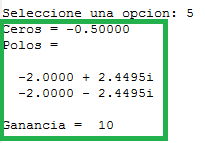 Seleccione una opcion: 5
Ceros = -0.50000
Polos =
-2.0000 + 2.4495i
-2.0000 - 2.4495i
Ganancia =  10